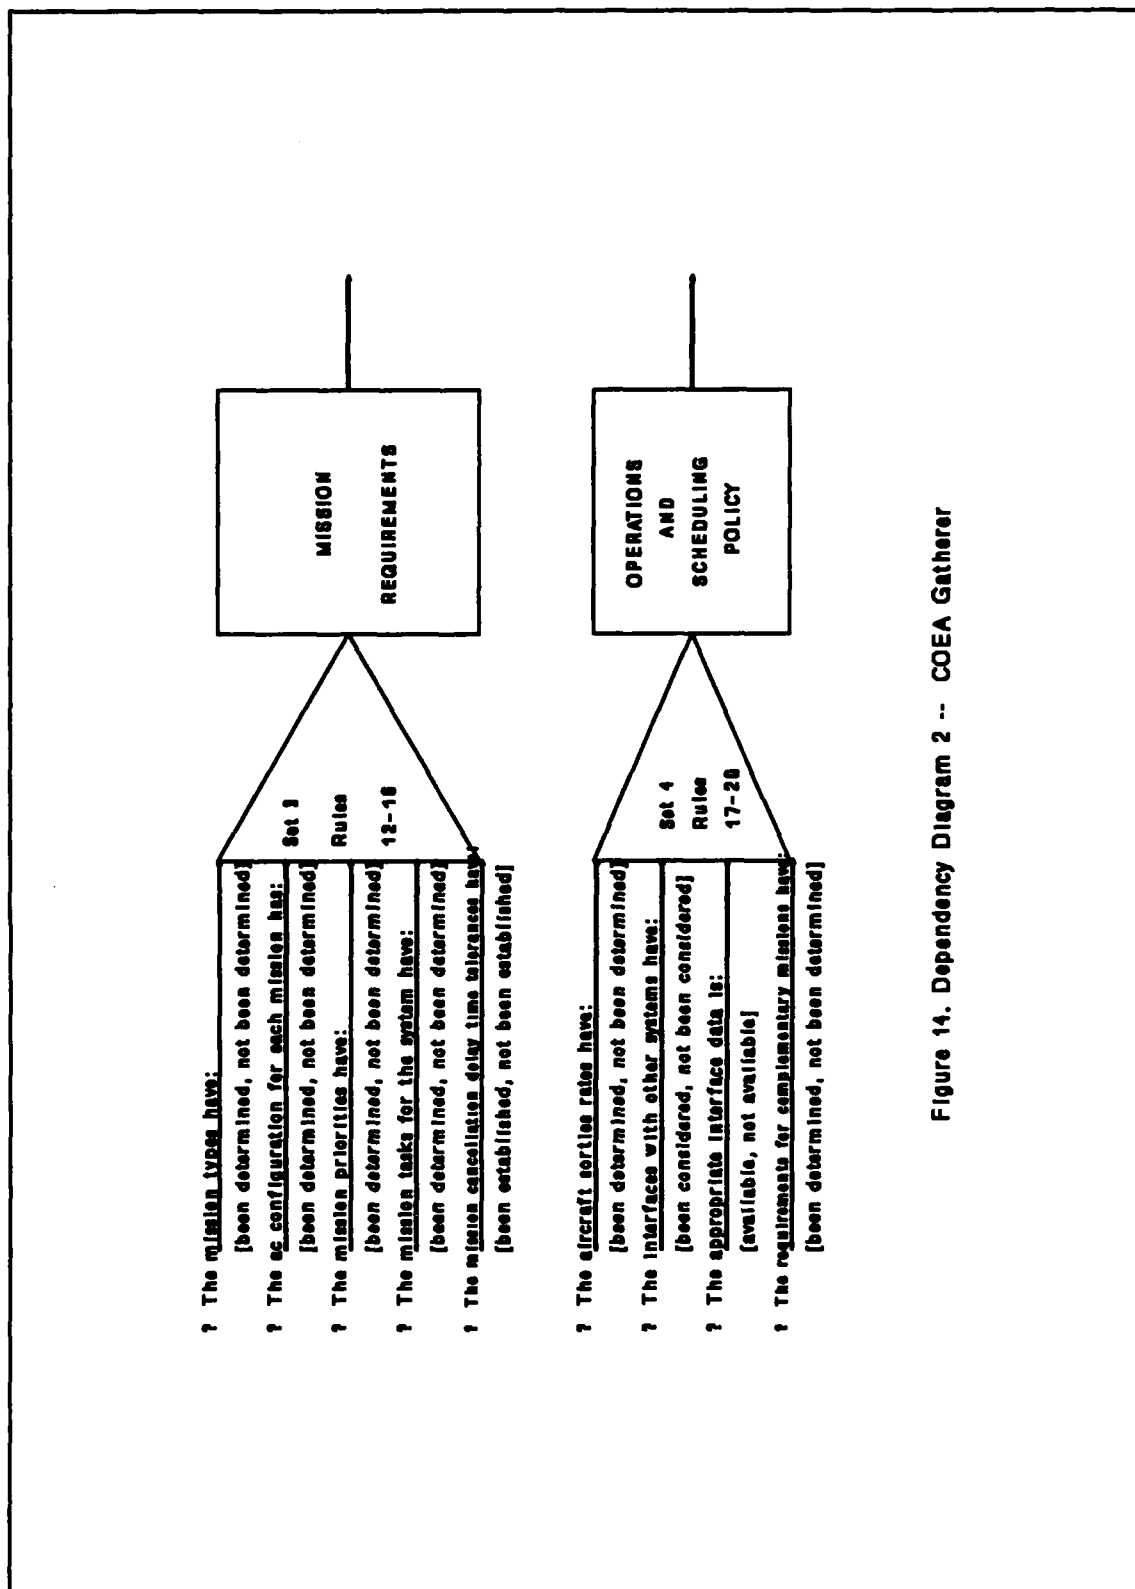 ? The mission types have:
[been determined, not been determined]
? The ac configuration for each mission has:
[been determined, not been determined]
? The mission priorities have:
[been determined, not been determined]
? The mission tasks for the system have:
[been determined, not been determined]
? The mission cancellation delay time tolerances have:
[been established, not been established]
Set 3
Rules
12-16
MISSION
REQUIREMENTS
? The aircraft sorties rates have:
[been determined, not been determined]
? The interfaces with other systems have:
[been considered, not been considered]
? The appropriate interface data is:
[available, not available]
? The requirements for complementary missions have:
[been determined, not been determined]
Set 4
Rules
17-20
OPERATIONS
AND
SCHEDULING
POLICY
Figure 14. Dependency Diagram 2 -- COEA Gatherer